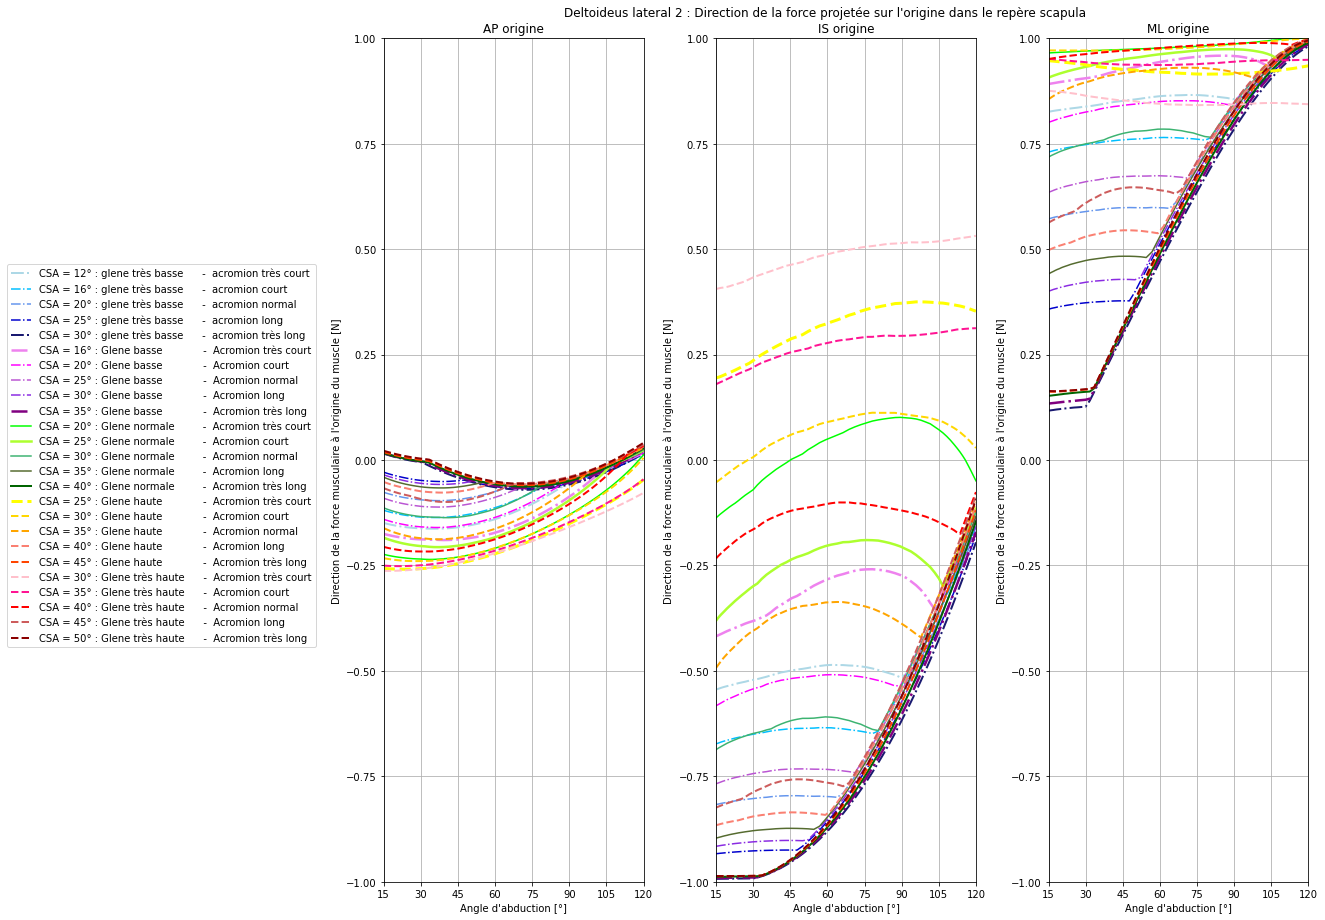 Deltoideus lateral 2 : Direction de la force projetée sur l'origine dans le repère scapula
AP origine
IS origine
ML origine
CSA = 12° : glene très basse - acromion très court
CSA = 16° : glene très basse - acromion court
CSA = 20° : glene très basse - acromion normal
CSA = 25° : glene très basse - acromion long
CSA = 30° : glene très basse - acromion très long
CSA = 16° : Glene basse - Acromion très court
CSA = 20° : Glene basse - Acromion court
CSA = 25° : Glene basse - Acromion normal
CSA = 30° : Glene basse - Acromion long
CSA = 35° : Glene basse - Acromion très long
CSA = 20° : Glene normale - Acromion très court
CSA = 25° : Glene normale - Acromion court
CSA = 30° : Glene normale - Acromion normal
CSA = 35° : Glene normale - Acromion long
CSA = 40° : Glene normale - Acromion très long
CSA = 25° : Glene haute - Acromion très court
CSA = 30° : Glene haute - Acromion court
CSA = 35° : Glene haute - Acromion normal
CSA = 40° : Glene haute - Acromion long
CSA = 45° : Glene haute - Acromion très long
CSA = 30° : Glene très haute - Acromion très court
CSA = 35° : Glene très haute - Acromion court
CSA = 40° : Glene très haute - Acromion normal
CSA = 45° : Glene très haute - Acromion long
CSA = 50° : Glene très haute - Acromion très long
Direction de la force musculaire à l'origine du muscle [N]
1.00
0.75
0.50
0.25
0.00
−0.25
−0.50
−0.75
−1.00
15 30 45 60 75 90 105 120
Angle d'abduction [°]
Direction de la force musculaire à l'origine du muscle [N]
1.00
0.75
0.50
0.25
0.00
−0.25
−0.50
−0.75
−1.00
15 30 45 60 75 90 105 120
Angle d'abduction [°]
Direction de la force musculaire à l'origine du muscle [N]
1.00
0.75
0.50
0.25
0.00
−0.25
−0.50
−0.75
−1.00
15 30 45 60 75 90 105 120
Angle d'abduction [°]